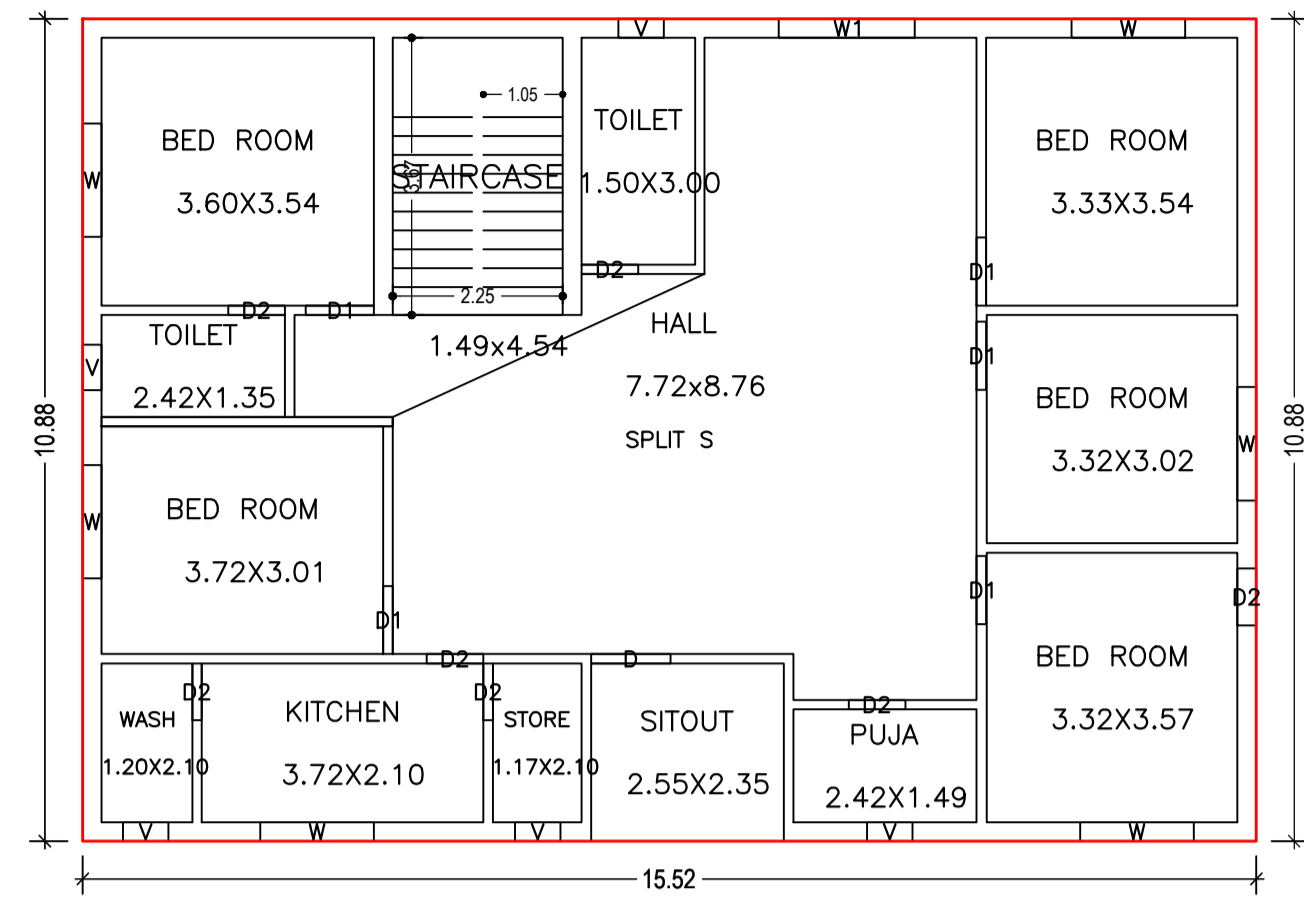 V
W1
W
1.05
BED ROOM
3.60X3.54
STAIRCASE
3.67
TOILET
1.50X3.00
BED ROOM
3.33X3.54
W
D2
D1
2.25
D2
D1
TOILET
2.42X1.35
V
1.49x4.54
HALL
7.72x8.76
SPLIT S
D1
BED ROOM
3.32X3.02
W
10.88
10.88
BED ROOM
3.72X3.01
W
D1
D1
D2
BED ROOM
3.32X3.57
D2
D
D2
WASH
1.20X2.10
D2
KITCHEN
3.72X2.10
D2
STORE
1.17X2.10
SITOUT
2.55X2.35
PUJA
2.42X1.49
V
W
V
V
W
15.52